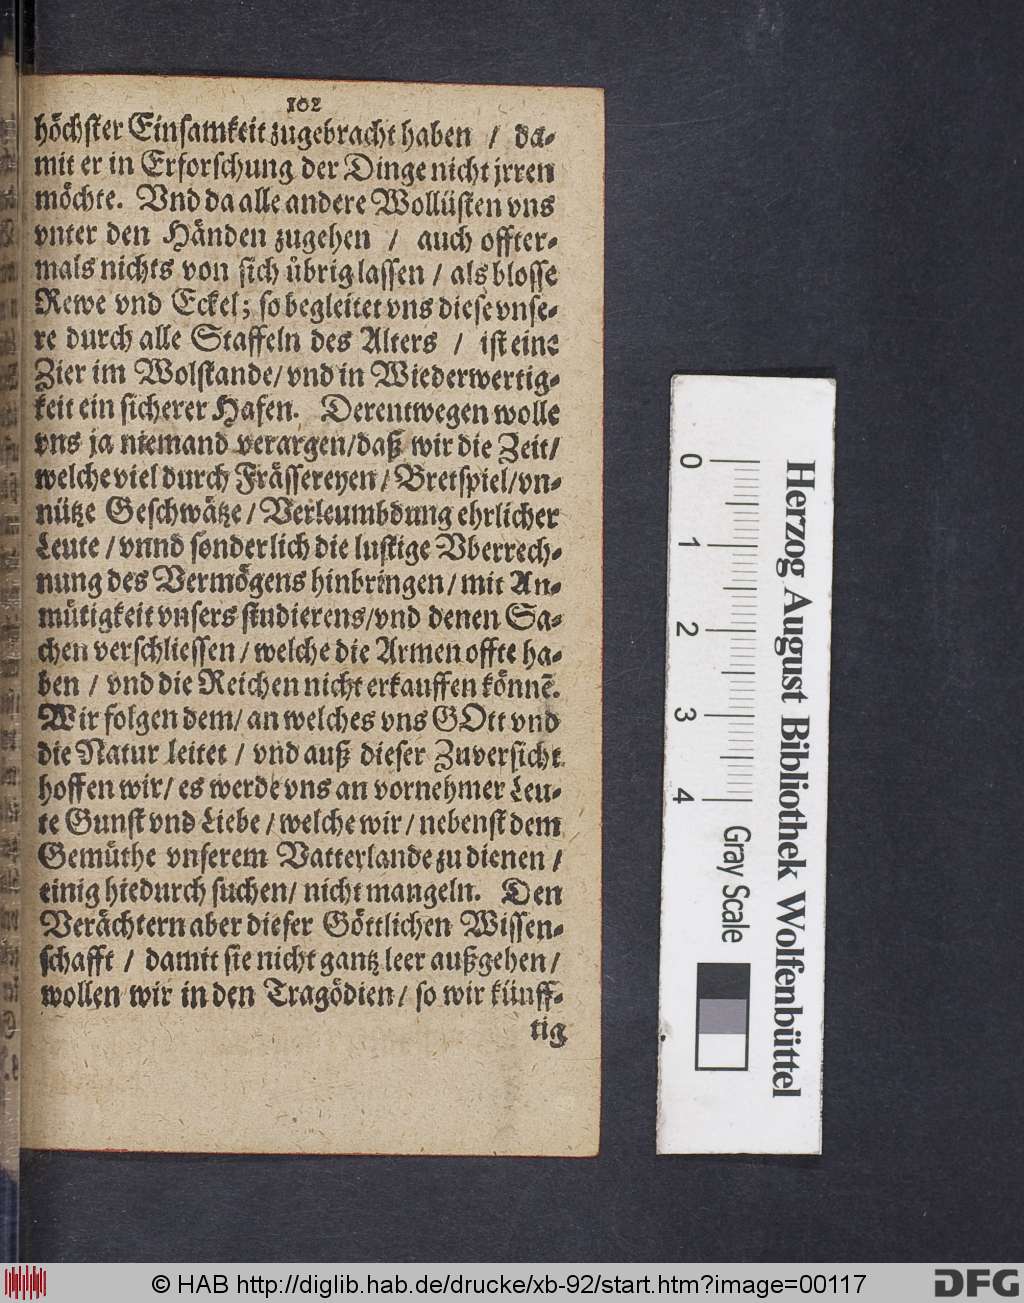 102
höchster Einsamkeit zugebracht haben / da-
mit er in Erforschung der Dinge nicht jrren
möchte. Vnd da alle andere Wollüsten vns
vnter den Händen zugehen / auch offter-
mals nichts von sich übrig lassen / als blosse
Rewe vnd Eckel; so begleitet vns diese vnse-
re durch alle Staffeln des Alters / ist eine
Zier im Wolstande / vnd in Wiederwertig-
keit ein sicherer Hafen. Derentwegen wolle
vns ja niemand verargen / daß wir die Zeit /
welche viel durch Frässereyen / Bretspiel / vn-
nütze Geschwätze / Verleumbdung ehrlicher
Leute / vnnd sonderlich die lustige Vberrech-
nung des Vermögens hinbringen / mit An-
mütigkeit vnsers studierens / vnd denen Sa-
chen verschliessen / welche die Armen offte ha-
ben / vnd die Reichen nicht erkauffen könnē.
Wir folgen dem / an welches vns GOtt vnd
die Natur leitet / vnd auß dieser Zuversicht
hoffen wir / es werde vns an vornehmer Leu-
te Gunst vnd Liebe / welche wir / nebenst dem
Gemüthe vnserem Vatterlande zu dienen /
einig hiedurch suchen / nicht mangeln. Den
Verächtern aber dieser Göttlichen Wissen-
schafft / damit sie nicht gantz leer außgehen /
wollen wir in den Tragödien / so wir künff-
tig
Herzog August Bibliothek Wolfenbüttel
0 1 2 3 4
Gray Scale
© HAB http://diglib.hab.de/drucke/xb-92/start.htm?image=00117
DFG